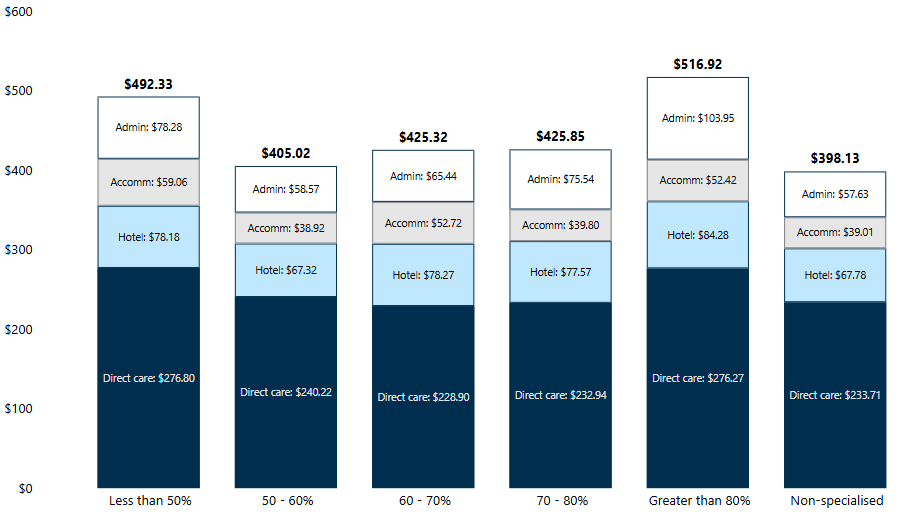 $600
$500
$400
$300
$200
$100
$0
$492.33
Admin: $78.28
Accomm: $59.06
Hotel: $78.18
Direct care: $276.80
Less than 50%
$405.02
Admin: $58.57
Accomm: $38.92
Hotel: $67.32
Direct care: $240.22
50 - 60%
$425.32
Admin: $65.44
Accomm: $52.72
Hotel: $78.27
Direct care: $228.90
60 - 70%
$425.85
Admin: $75.54
Accomm: $39.80
Hotel: $77.57
Direct care: $232.94
70 - 80%
$516.92
Admin: $103.95
Accomm: $52.42
Hotel: $84.28
Direct care: $276.27
Greater than 80%
$398.13
Admin: $57.63
Accomm: $39.01
Hotel: $67.78
Direct care: $233.71
Non-specialised